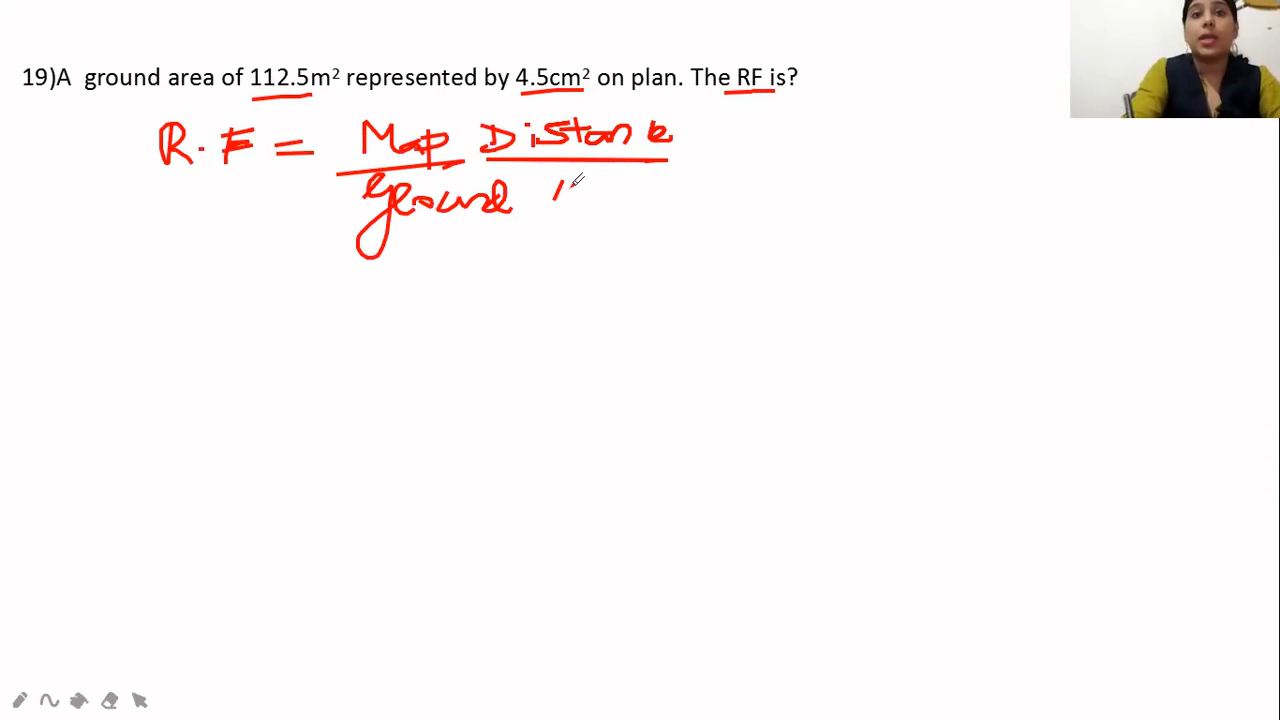 19)A ground area of 112.5m² represented by 4.5cm² on plan. The RF is?
R.F = Map Distance
ground